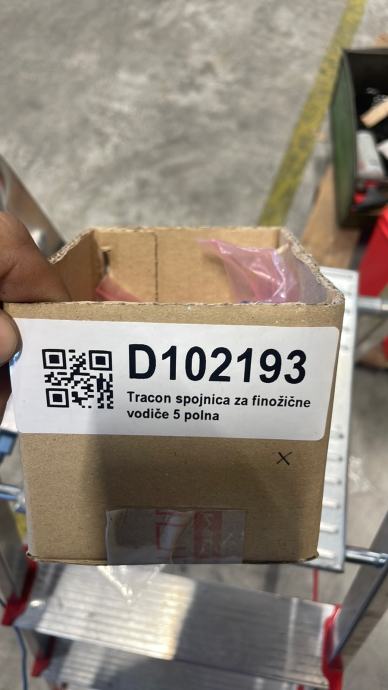 D102193
Tracon spojnica za finožične
vodiče 5 polna
X